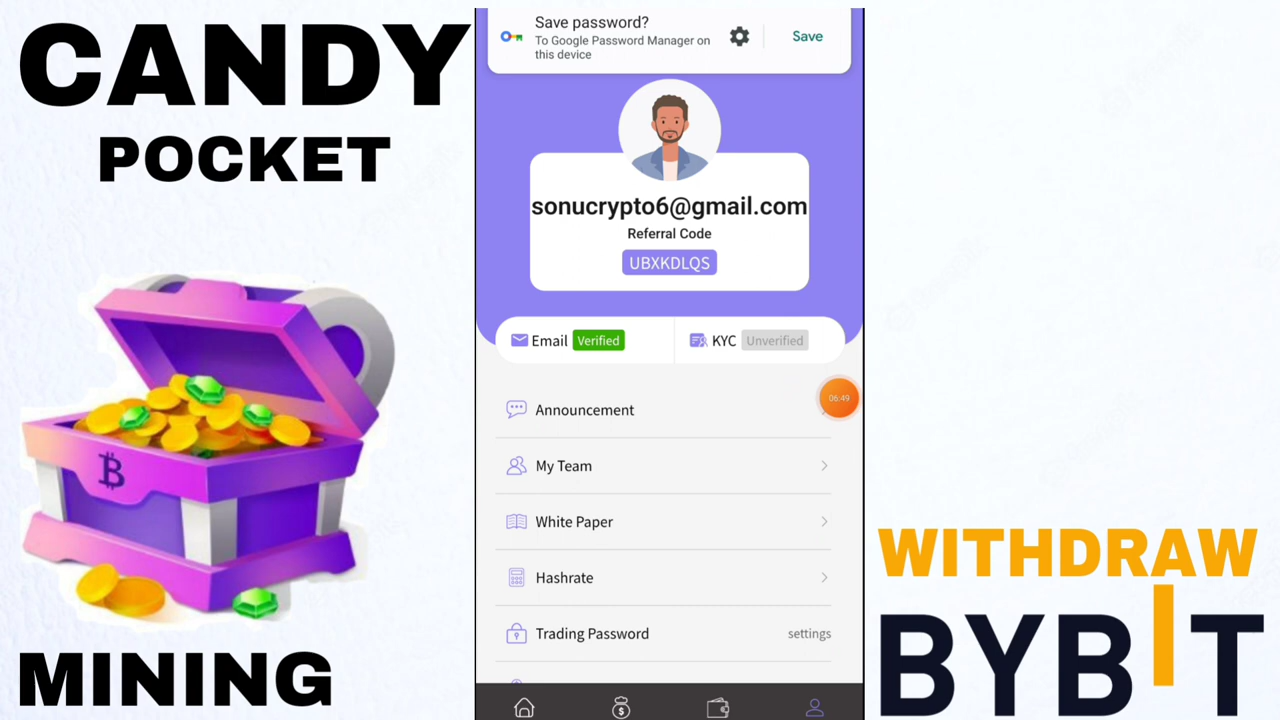 CANDY
POCKET
MINING
Save password?
To Google Password Manager on
this device
Save
sonucrypto6@gmail.com
Referral Code
UBXKDLQS
Email Verified
KYC Unverified
06:49
Announcement
My Team
White Paper
Hashrate
Trading Password settings
WITHDRAW
BYBIT